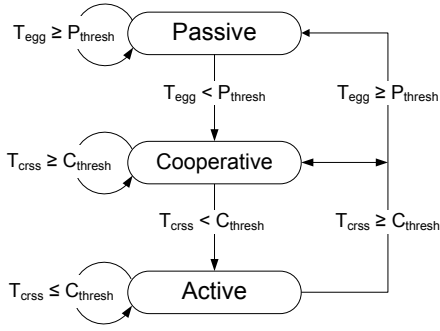 T_egg ≥ P_thresh
Passive
T_egg < P_thresh
T_egg ≥ P_thresh
T_crss ≥ C_thresh
Cooperative
T_crss < C_thresh
T_crss ≥ C_thresh
T_crss ≤ C_thresh
Active